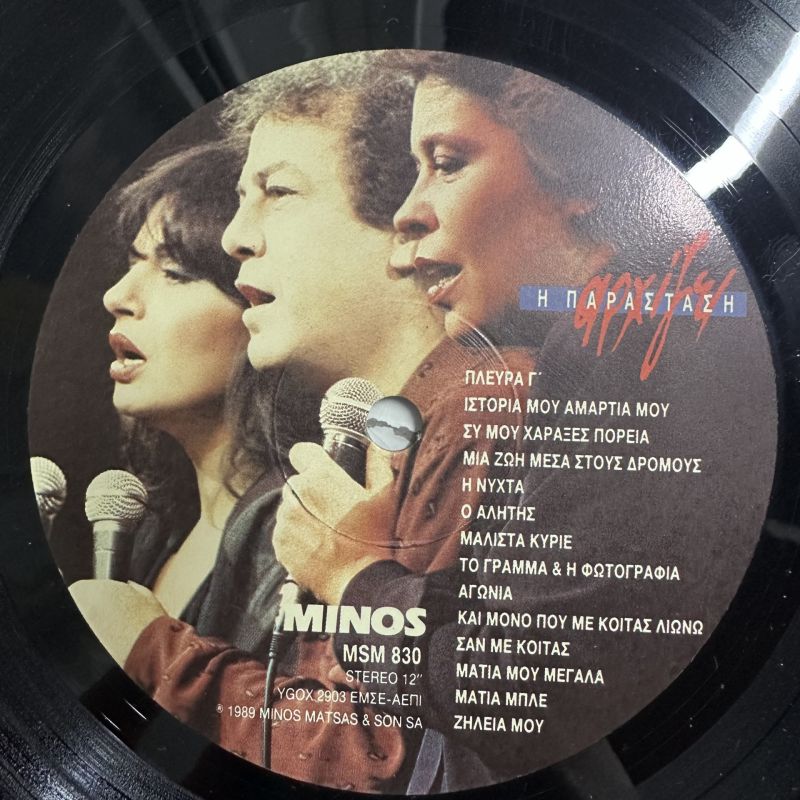 Η ΠΑΡΑΣΤΑΣΗ
αρχίζει
ΠΛΕΥΡΑ Γ΄
ΙΣΤΟΡΙΑ ΜΟΥ ΑΜΑΡΤΙΑ ΜΟΥ
ΣΥ ΜΟΥ ΧΑΡΑΞΕΣ ΠΟΡΕΙΑ
ΜΙΑ ΖΩΗ ΜΕΣΑ ΣΤΟΥΣ ΔΡΟΜΟΥΣ
Η ΝΥΧΤΑ
Ο ΑΛΗΤΗΣ
ΜΑΛΙΣΤΑ ΚΥΡΙΕ
ΤΟ ΓΡΑΜΜΑ & Η ΦΩΤΟΓΡΑΦΙΑ
ΑΓΩΝΙΑ
ΚΑΙ ΜΟΝΟ ΠΟΥ ΜΕ ΚΟΙΤΑΣ ΛΙΩΝΩ
ΣΑΝ ΜΕ ΚΟΙΤΑΣ
ΜΑΤΙΑ ΜΟΥ ΜΕΓΑΛΑ
ΜΑΤΙΑ ΜΠΛΕ
ΖΗΛΕΙΑ ΜΟΥ
MINOS
MSM 830
STEREO 12"
YGOX 2903 ΕΜΣΕ-ΑΕΠΙ
℗ 1989 MINOS MATSAS & SON SA